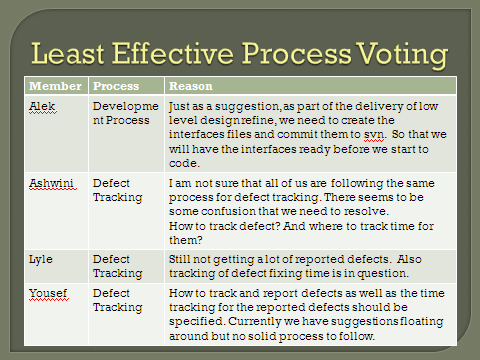 Least Effective Process Voting
Member Process Reason
Alek Developme Just as a suggestion, as part of the delivery of low
nt Process level design refine, we need to create the
interfaces files and commit them to svn. So that we
will have the interfaces ready before we start to
code.
Ashwini Defect I am not sure that all of us are following the same
Tracking process for defect tracking. There seems to be
some confusion that we need to resolve.
How to track defect? And where to track time for
them?
Lyle Defect Still not getting a lot of reported defects. Also
Tracking tracking of defect fixing time is in question.
Yousef Defect How to track and report defects as well as the time
Tracking tracking for the reported defects should be
specified. Currently we have suggestions floating
around but no solid process to follow.